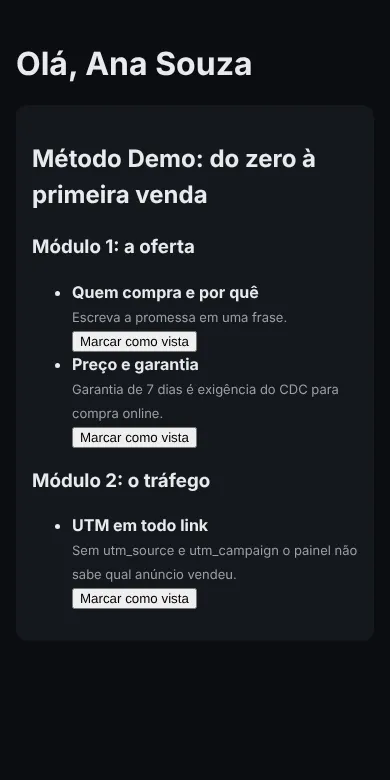 Olá, Ana Souza
Método Demo: do zero à
primeira venda
Módulo 1: a oferta
Quem compra e por quê
Escreva a promessa em uma frase.
Marcar como vista
Preço e garantia
Garantia de 7 dias é exigência do CDC para
compra online.
Marcar como vista
Módulo 2: o tráfego
UTM em todo link
Sem utm_source e utm_campaign o painel não
sabe qual anúncio vendeu.
Marcar como vista